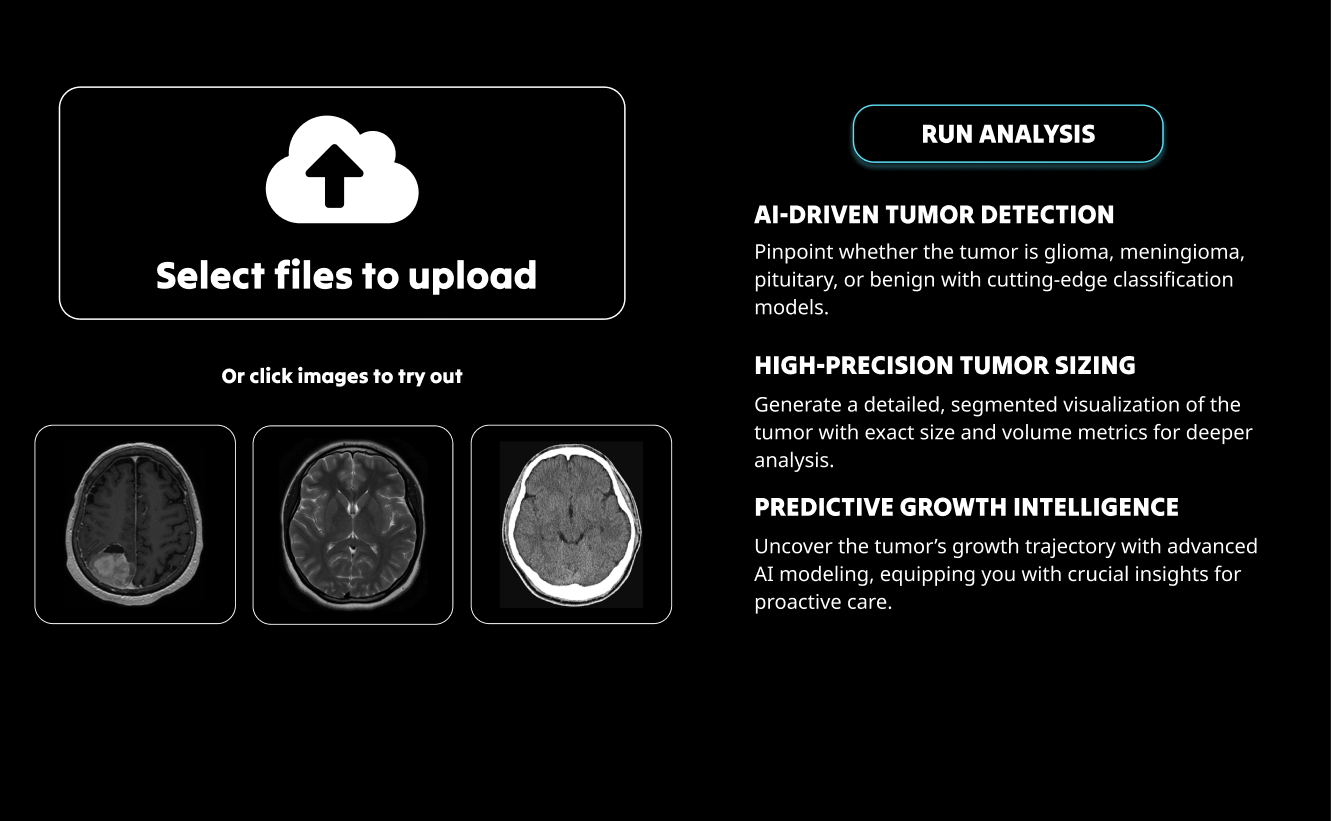 Select files to upload
Or click images to try out
RUN ANALYSIS
AI-DRIVEN TUMOR DETECTION
Pinpoint whether the tumor is glioma, meningioma,
pituitary, or benign with cutting-edge classification
models.
HIGH-PRECISION TUMOR SIZING
Generate a detailed, segmented visualization of the
tumor with exact size and volume metrics for deeper
analysis.
PREDICTIVE GROWTH INTELLIGENCE
Uncover the tumor’s growth trajectory with advanced
AI modeling, equipping you with crucial insights for
proactive care.